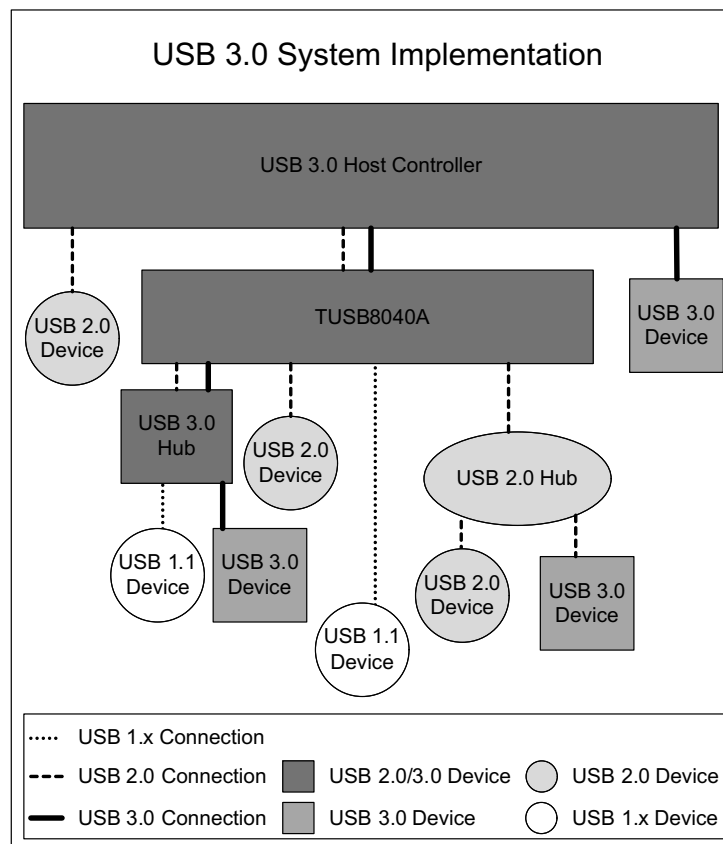 USB 3.0 System Implementation
USB 3.0 Host Controller
USB 2.0
Device
TUSB8040A
USB 3.0
Device
USB 3.0
Hub
USB 2.0
Device
USB 2.0 Hub
USB 1.1
Device
USB 3.0
Device
USB 1.1
Device
USB 2.0
Device
USB 3.0
Device
USB 1.x Connection
USB 2.0 Connection
USB 2.0/3.0 Device
USB 2.0 Device
USB 3.0 Connection
USB 3.0 Device
USB 1.x Device